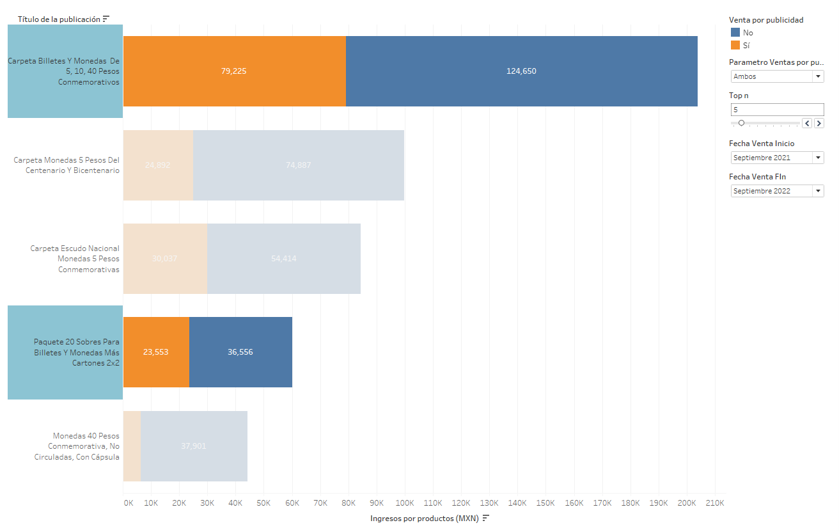 Título de la publicación
Carpeta Billetes Y Monedas De
5, 10, 40 Pesos
Conmemorativos
79,225
124,650
Carpeta Monedas 5 Pesos Del
Centenario Y Bicentenario
74,987
Carpeta Escudo Nacional
Monedas 5 Pesos
Conmemorativas
54,414
Paquete 20 Sobres Para
Billetes Y Monedas Más
Cartones 2x2
23,553
36,556
Monedas 40 Pesos
Conmemorativa, No
Circuladas, Con Cápsula
37,901
0K 10K 20K 30K 40K 50K 60K 70K 80K 90K 100K 110K 120K 130K 140K 150K 160K 170K 180K 190K 200K 210K
Ingresos por productos (MXN)
Venta por publicidad
No
Sí
Parametro Ventas por pu..
Ambos
Top n
5
Fecha Venta Inicio
Septiembre 2021
Fecha Venta FIn
Septiembre 2022